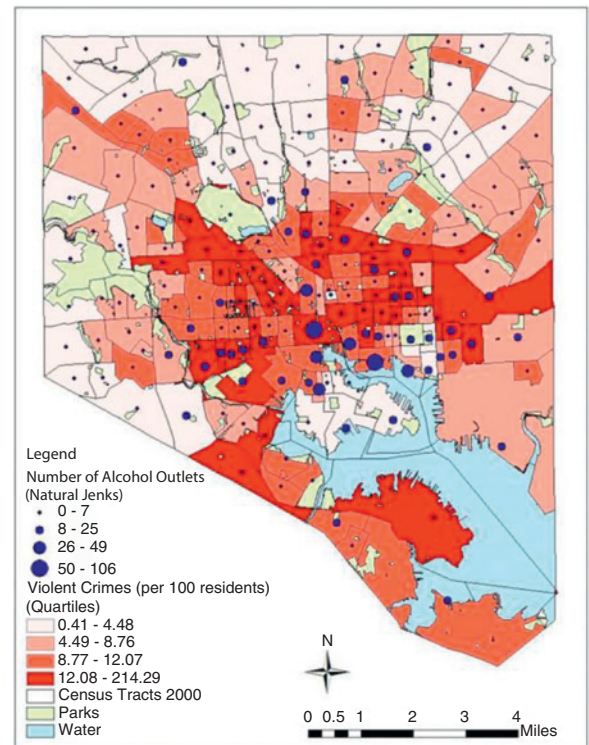 Legend
Number of Alcohol Outlets
(Natural Jenks)
0 - 7
8 - 25
26 - 49
50 - 106
Violent Crimes (per 100 residents)
(Quartiles)
0.41 - 4.48
4.49 - 8.76
8.77 - 12.07
12.08 - 214.29
Census Tracts 2000
Parks
Water
N
0 0.5 1 2 3 4
Miles